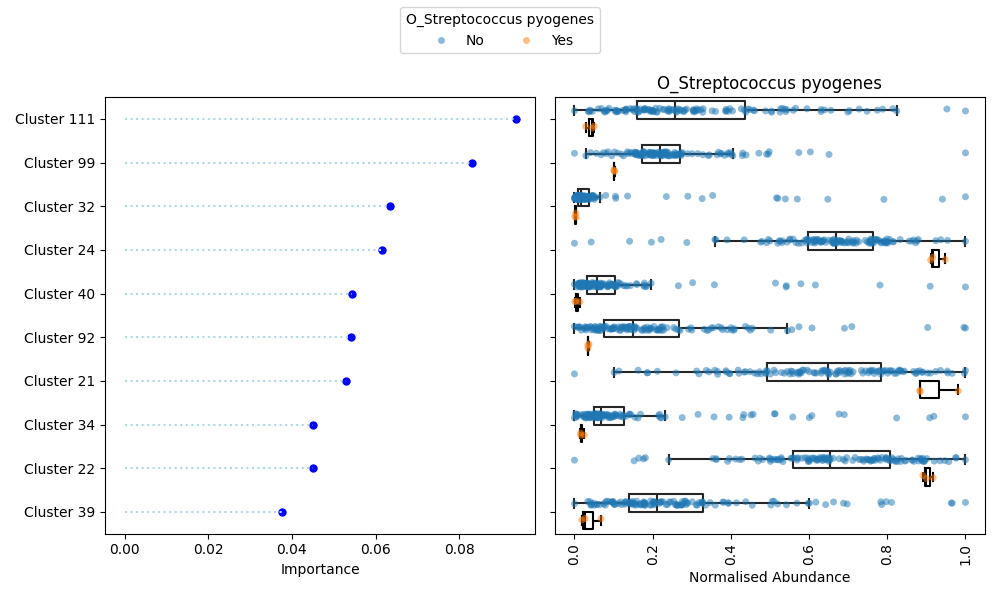 O_Streptococcus pyogenes
No Yes
O_Streptococcus pyogenes
Cluster 111
Cluster 99
Cluster 32
Cluster 24
Cluster 40
Cluster 92
Cluster 21
Cluster 34
Cluster 22
Cluster 39
0.00 0.02 0.04 0.06 0.08
Importance
0.0 0.2 0.4 0.6 0.8 1.0
Normalised Abundance